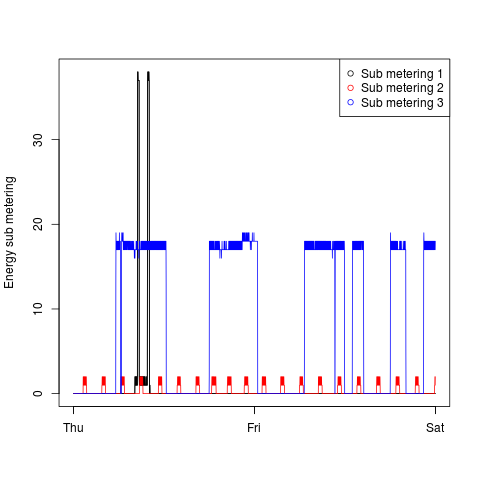 Sub metering 1
Sub metering 2
Sub metering 3
Energy sub metering
30
20
10
0
Thu
Fri
Sat